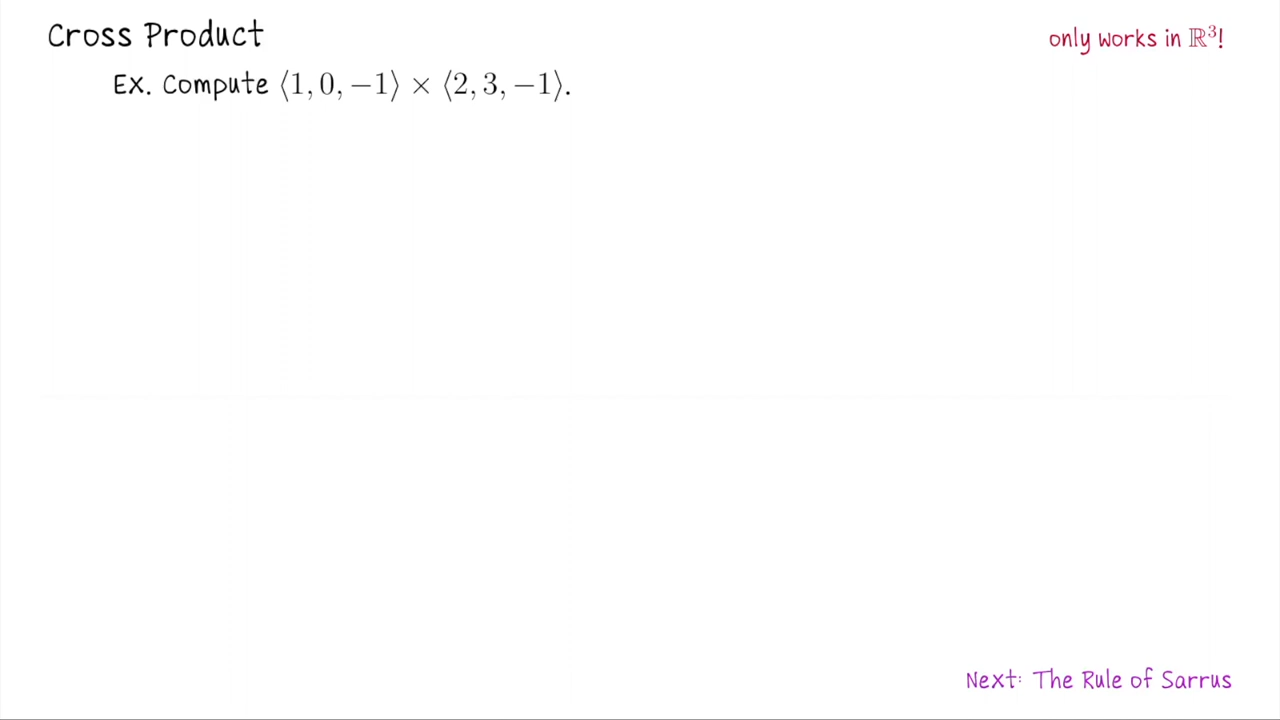 Cross Product
only works in ℝ³!
Ex. Compute ⟨1, 0, −1⟩ × ⟨2, 3, −1⟩.
Next: The Rule of Sarrus